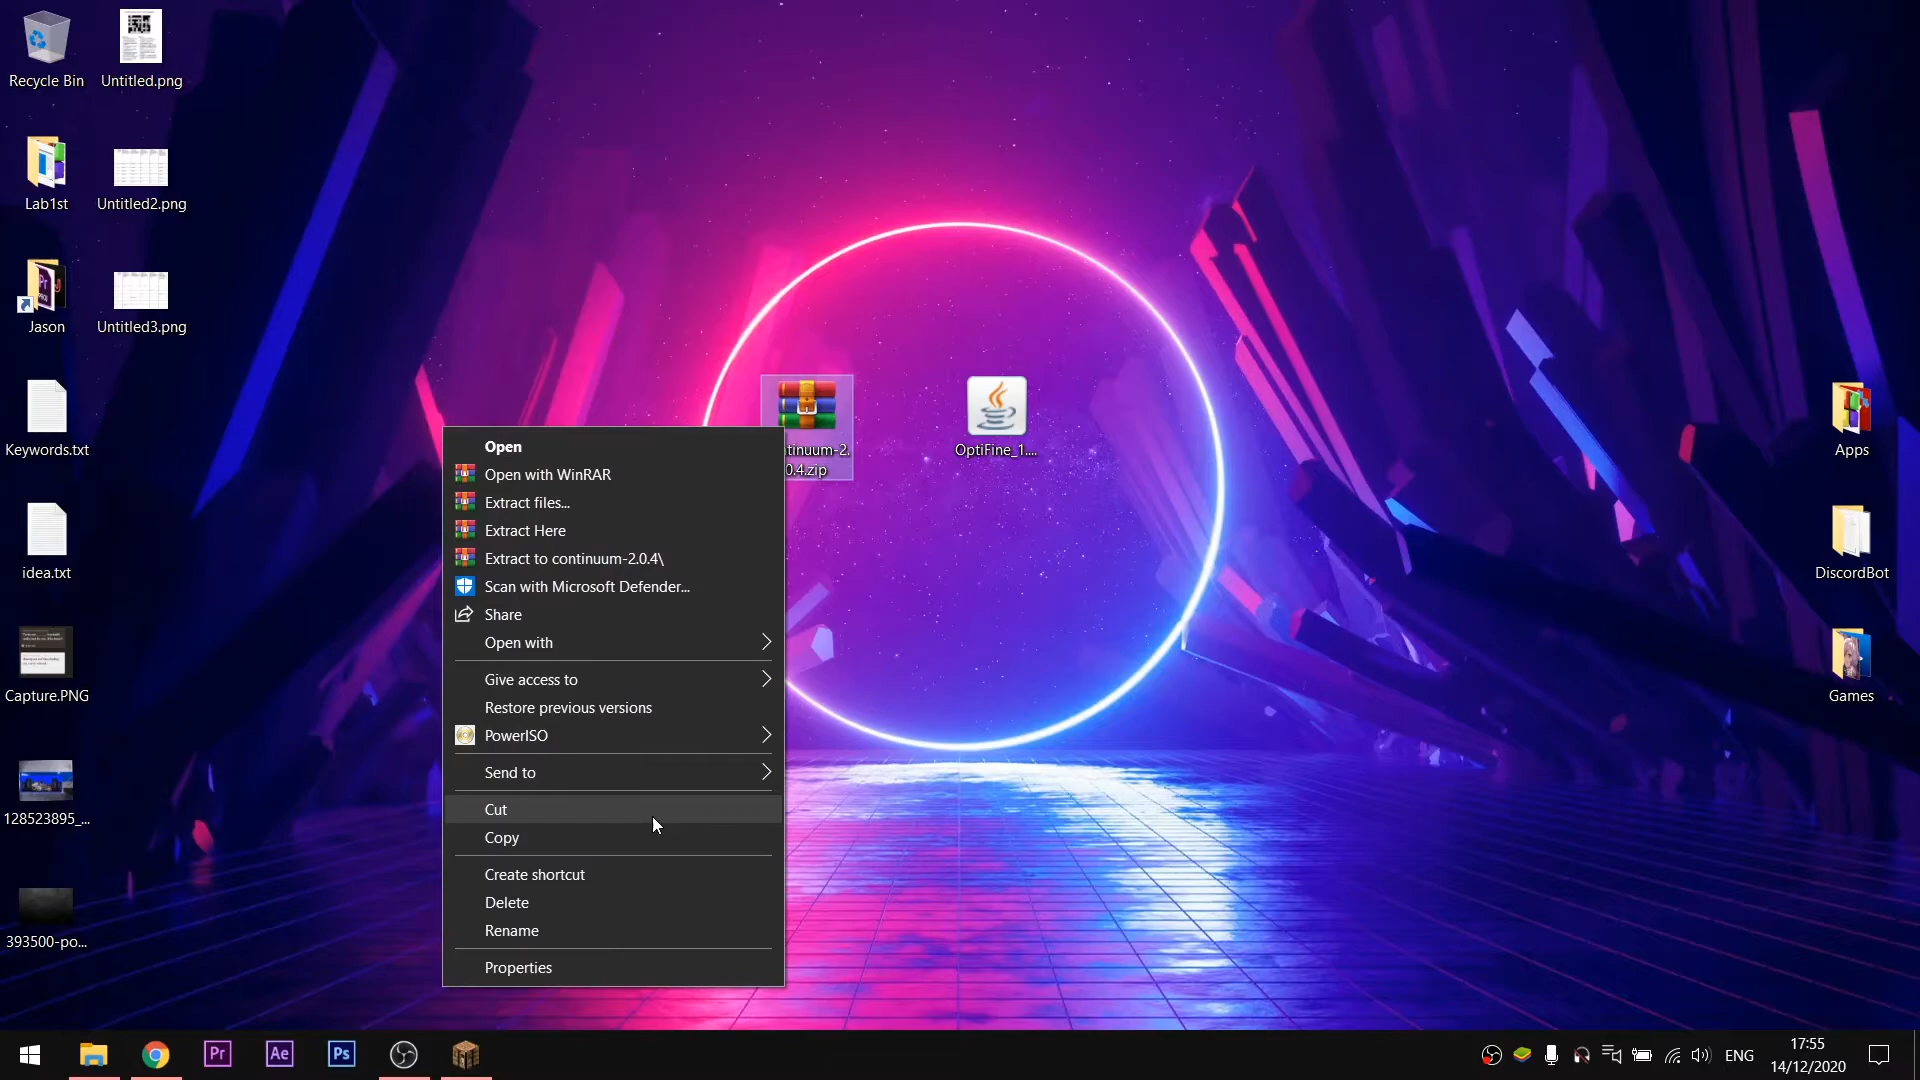 Recycle Bin
Untitled.png
Lab1st
Untitled2.png
Jason
Untitled3.png
Keywords.txt
idea.txt
Capture.PNG
128523895_...
393500-po...
tinuum-2.
0.4.zip
OptiFine_1....
Apps
DiscordBot
Games
Open
Open with WinRAR
Extract files...
Extract Here
Extract to continuum-2.0.4\
Scan with Microsoft Defender...
Share
Open with
Give access to
Restore previous versions
PowerISO
Send to
Cut
Copy
Create shortcut
Delete
Rename
Properties
Pr
Ae
Ps
ENG
17:55
14/12/2020